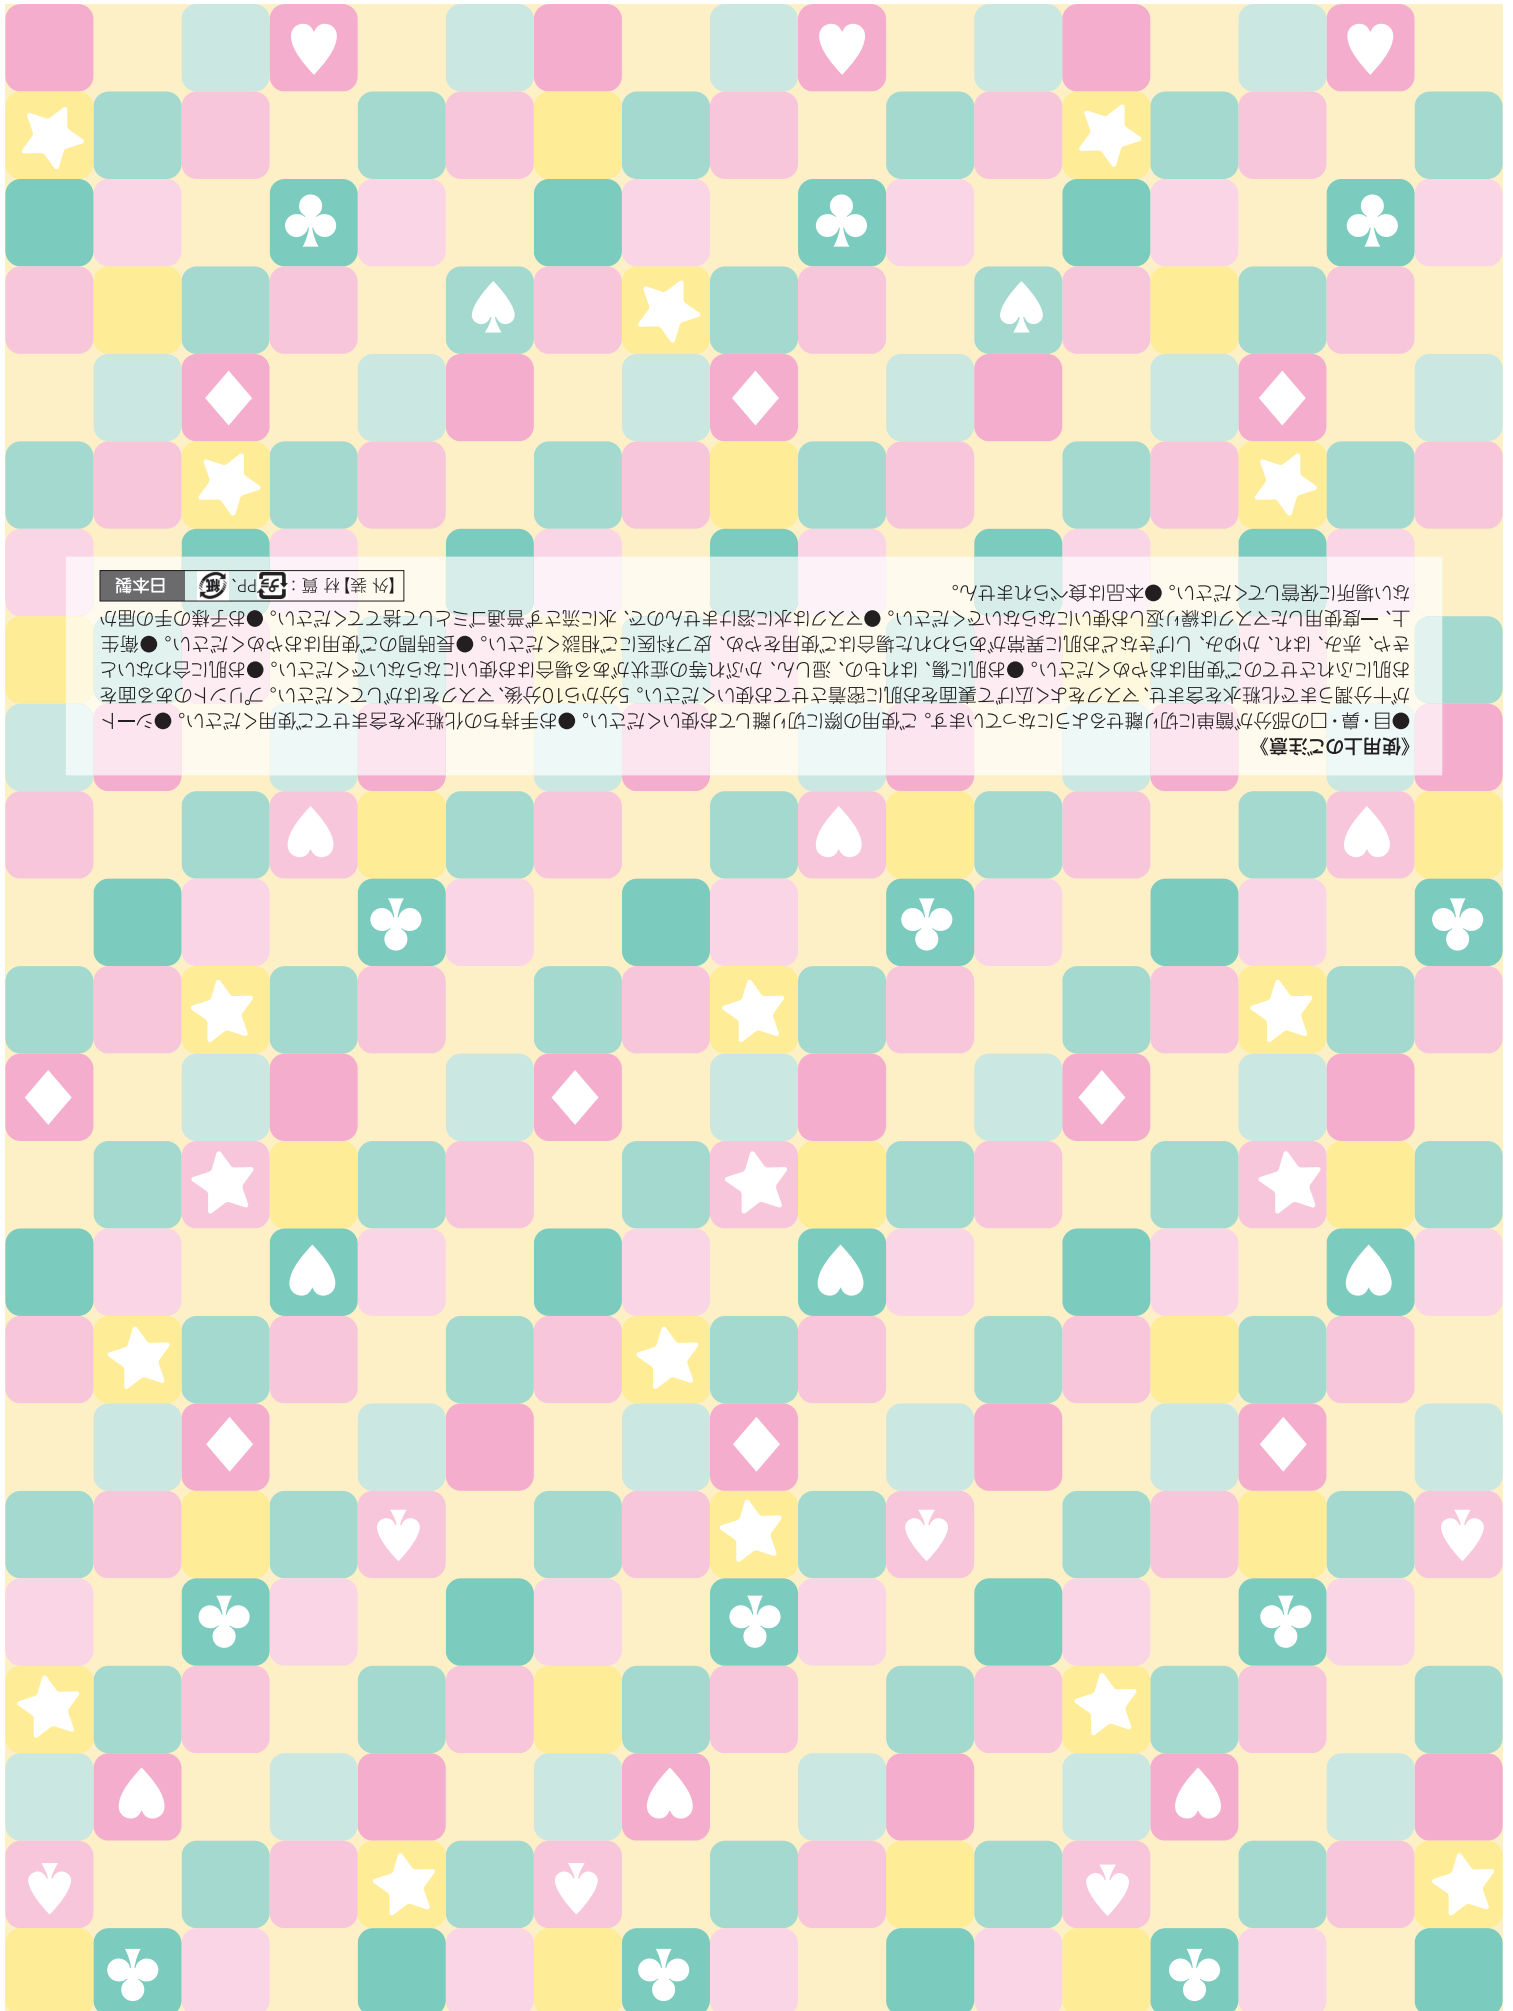 《使用上のご注意》
●目・鼻・口の部分が簡単に切り離せるようになっています。ご使用の際に切り離してお使いください。●お手持ちの化粧水を含ませてご使用ください。●シート
が十分潤うまで化粧水を含ませ、マスクをよく広げて裏面をお肌に密着させてお使いください。5分から10分後、マスクをはがしてください。プリントのある面を
お肌にふれさせてのご使用はおやめください。●お肌に傷、はれもの、湿しん、かぶれ等の症状がある場合はお使いにならないでください。●お肌に合わないと
きや、赤み、はれ、かゆみ、しげきなどお肌に異常があらわれた場合はご使用をやめ、皮フ科医にご相談ください。●長時間のご使用はおやめください。●衛生
上、一度使用したマスクは繰り返しお使いにならないでください。●マスクは水に溶けませんので、水に流さず普通ゴミとして捨ててください。●お子様の手の届か
ない場所に保管してください。●本品は食べられません。
【外 装】材 質：プラ PP、紙 日本製